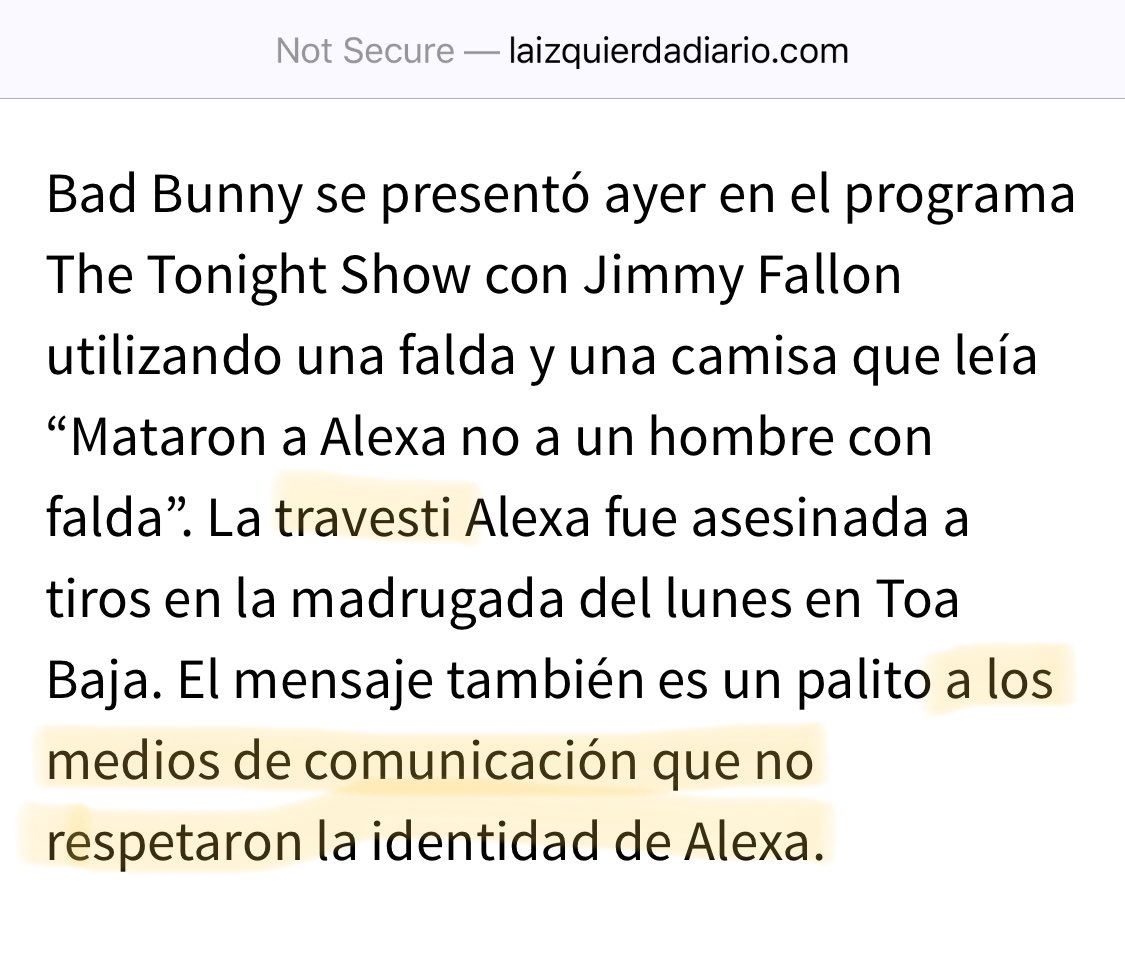 Not Secure — laizquierdadiario.com
Bad Bunny se presentó ayer en el programa
The Tonight Show con Jimmy Fallon
utilizando una falda y una camisa que leía
“Mataron a Alexa no a un hombre con
falda”. La travesti Alexa fue asesinada a
tiros en la madrugada del lunes en Toa
Baja. El mensaje también es un palito a los
medios de comunicación que no
respetaron la identidad de Alexa.